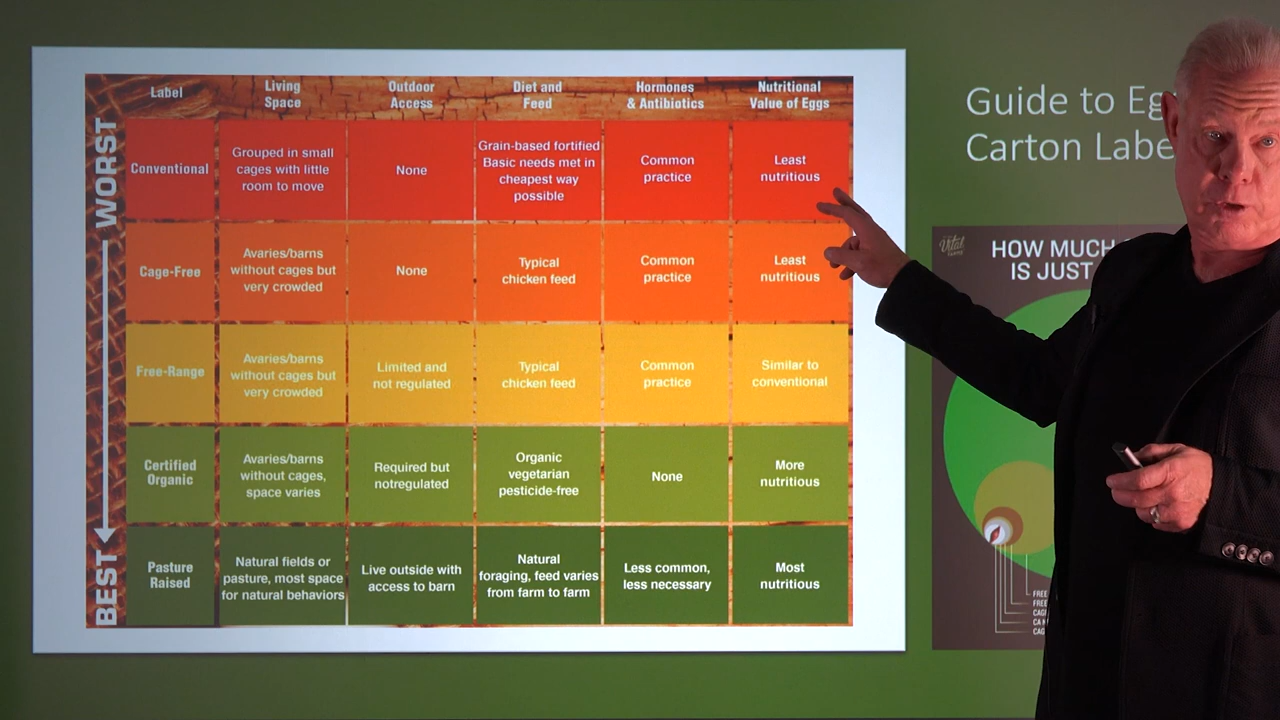 Label
Living
Space
Outdoor
Access
Diet and
Feed
Hormones
& Antibiotics
Nutritional
Value of Eggs
WORST
BEST
Conventional
Grouped in small
cages with little
room to move
None
Grain-based fortified
Basic needs met in
cheapest way
possible
Common
practice
Least
nutritious
Cage-Free
Avaries/barns
without cages but
very crowded
None
Typical
chicken feed
Common
practice
Least
nutritious
Free-Range
Avaries/barns
without cages but
very crowded
Limited and
not regulated
Typical
chicken feed
Common
practice
Similar to
conventional
Certified
Organic
Avaries/barns
without cages,
space varies
Required but
notregulated
Organic
vegetarian
pesticide-free
None
More
nutritious
Pasture
Raised
Natural fields or
pasture, most space
for natural behaviors
Live outside with
access to barn
Natural
foraging, feed varies
from farm to farm
Less common,
less necessary
Most
nutritious
Guide to Eg
Carton Labe
Vital
HOW MUCH
IS JUST
FREE
FREE
CAG
CA
CAG